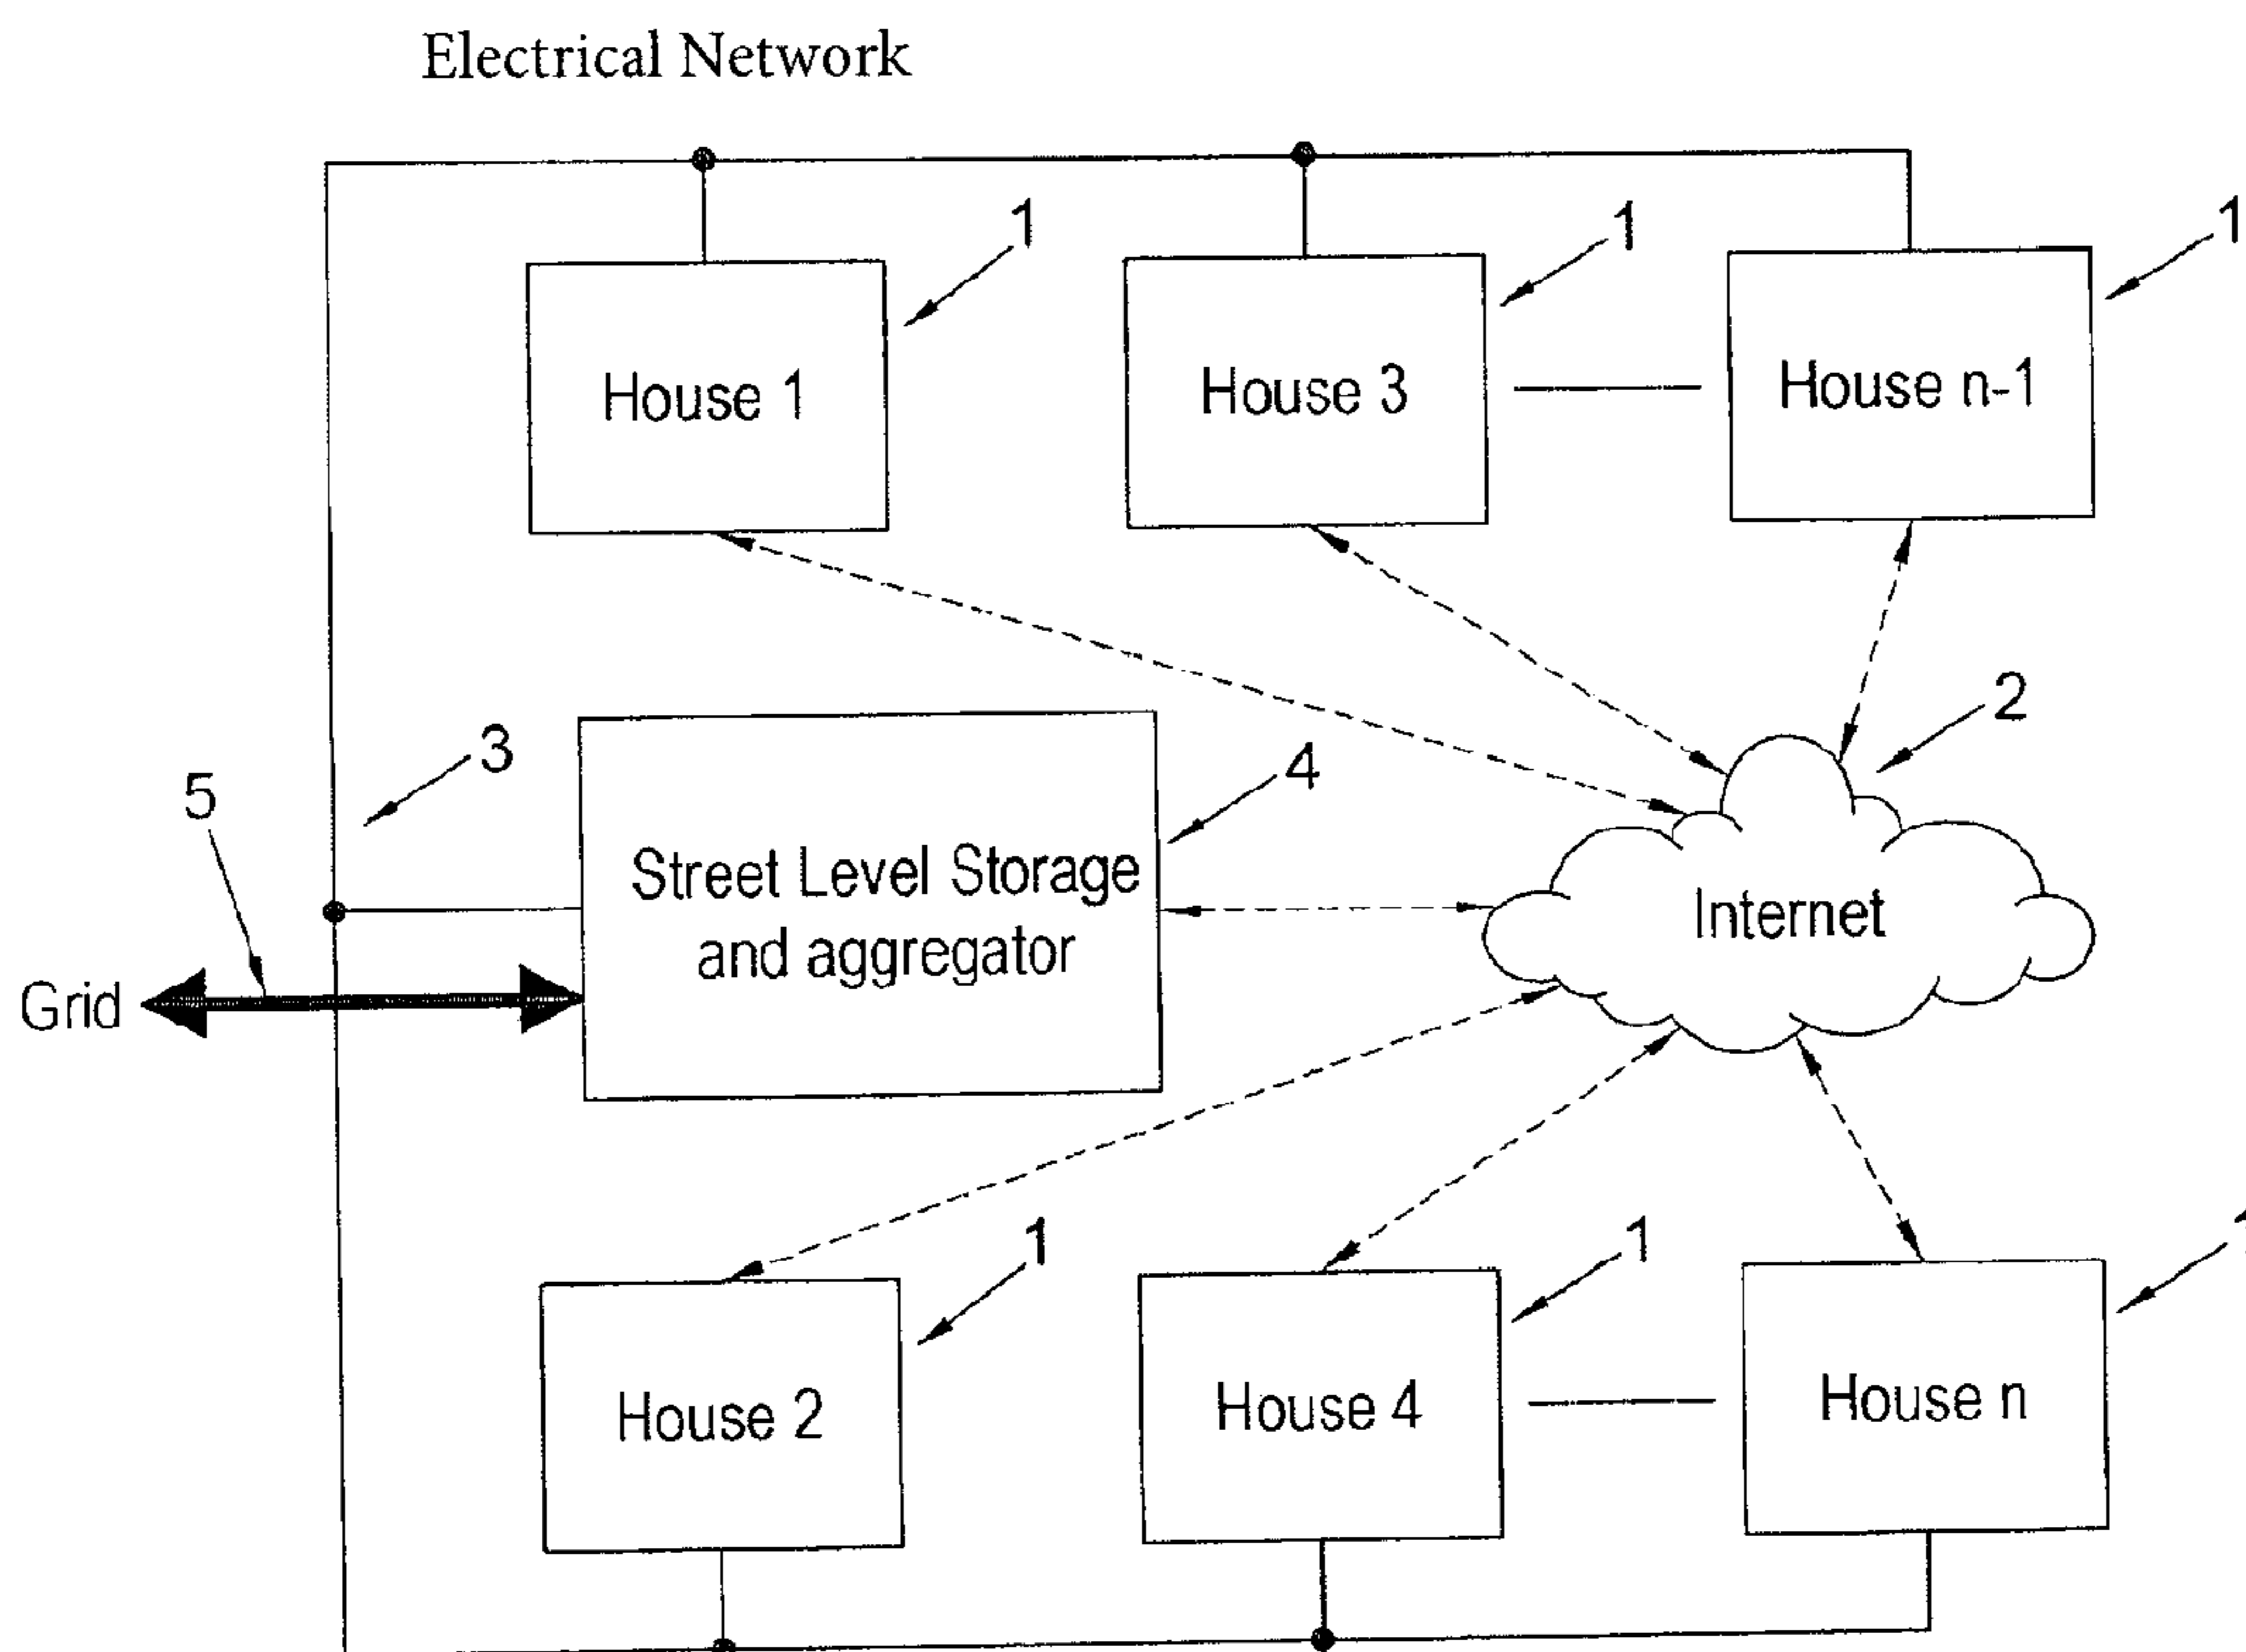 Electrical Network
1
1
1
House 1
House 3
House n-1
2
3
4
5
Street Level Storage
and aggregator
Internet
Grid
1
1
House 2
House 4
House n